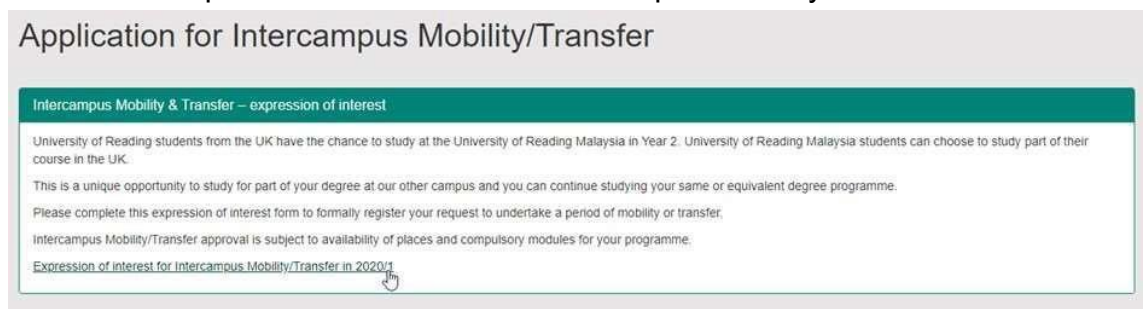 Application for Intercampus Mobility/Transfer
Intercampus Mobility & Transfer – expression of interest
University of Reading students from the UK have the chance to study at the University of Reading Malaysia in Year 2. University of Reading Malaysia students can choose to study part of their
course in the UK.
This is a unique opportunity to study for part of your degree at our other campus and you can continue studying your same or equivalent degree programme.
Please complete this expression of interest form to formally register your request to undertake a period of mobility or transfer.
Intercampus Mobility/Transfer approval is subject to availability of places and compulsory modules for your programme.
Expression of interest for Intercampus Mobility/Transfer in 2020/1